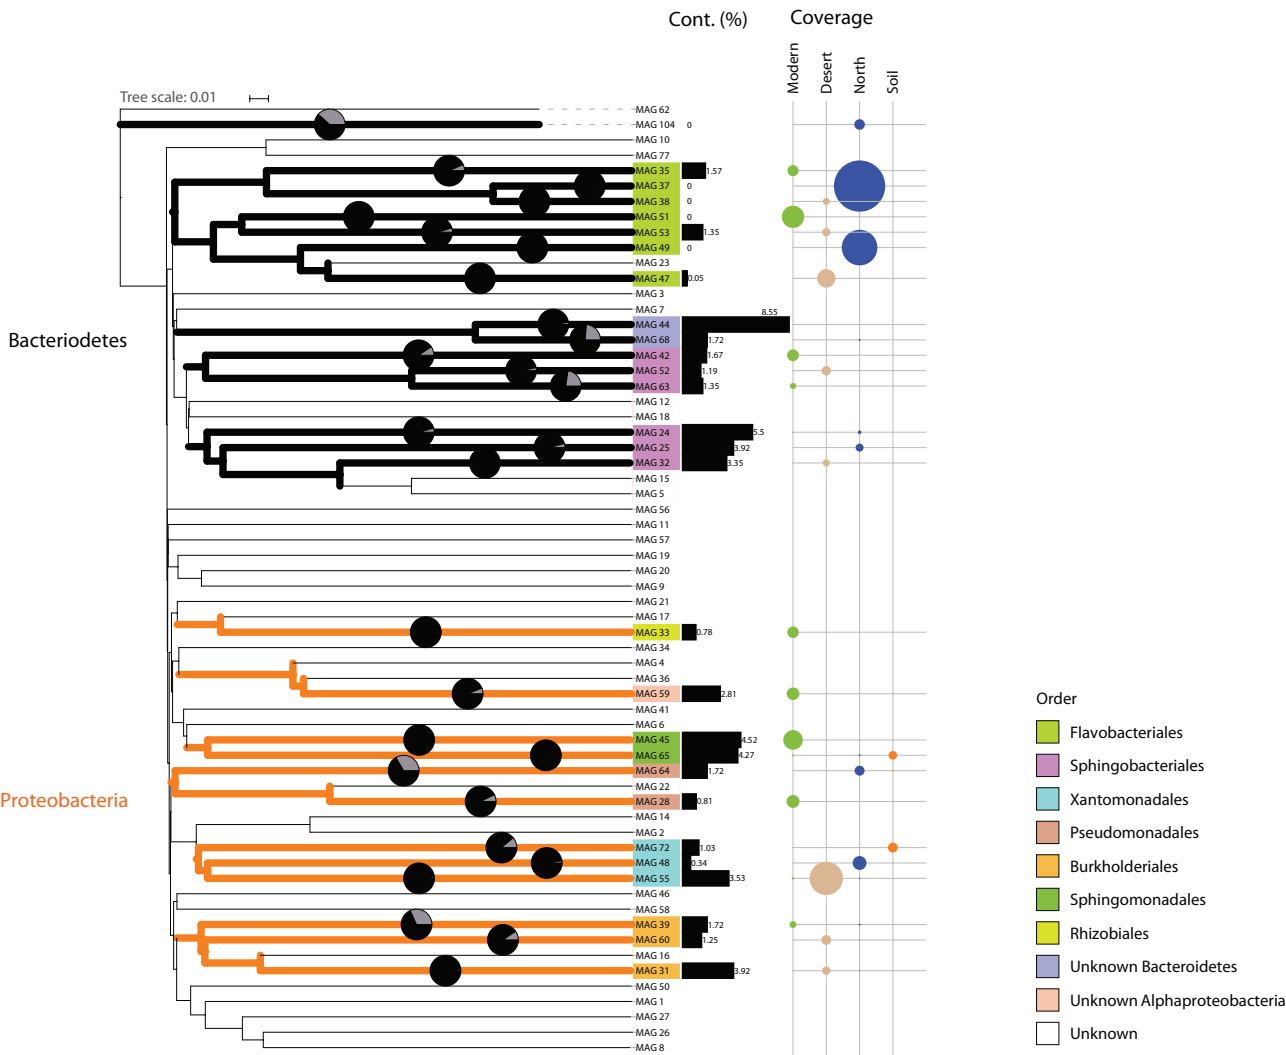 Cont. (%)
Coverage
Modern
Desert
North
Soil
Tree scale: 0.01
MAG 62
MAG 104 0
MAG 10
MAG 77
MAG 35 1.57
MAG 37 0
MAG 38 0
MAG 51 0
MAG 53 1.35
MAG 49 0
MAG 23
MAG 47 0.05
MAG 3
MAG 7
8.55
MAG 44
Bacteriodetes
MAG 68 1.72
MAG 42 1.67
MAG 52 1.19
MAG 63 1.35
MAG 12
MAG 18
MAG 24 5.5
MAG 25 3.92
MAG 32 3.35
MAG 15
MAG 5
MAG 56
MAG 11
MAG 57
MAG 19
MAG 20
MAG 9
MAG 21
MAG 17
MAG 33 0.78
MAG 34
MAG 4
MAG 36
MAG 59 2.81
MAG 41
MAG 6
MAG 45 4.52
MAG 65 4.27
MAG 64 1.72
MAG 22
Proteobacteria
MAG 28 0.81
MAG 14
MAG 2
MAG 72 1.03
MAG 48 0.34
MAG 55 3.53
MAG 46
MAG 58
MAG 39 1.72
MAG 60 1.25
MAG 16
MAG 31 3.92
MAG 50
MAG 1
MAG 27
MAG 26
MAG 8
Order
Flavobacteriales
Sphingobacteriales
Xantomonadales
Pseudomonadales
Burkholderiales
Sphingomonadales
Rhizobiales
Unknown Bacteroidetes
Unknown Alphaproteobacteria
Unknown